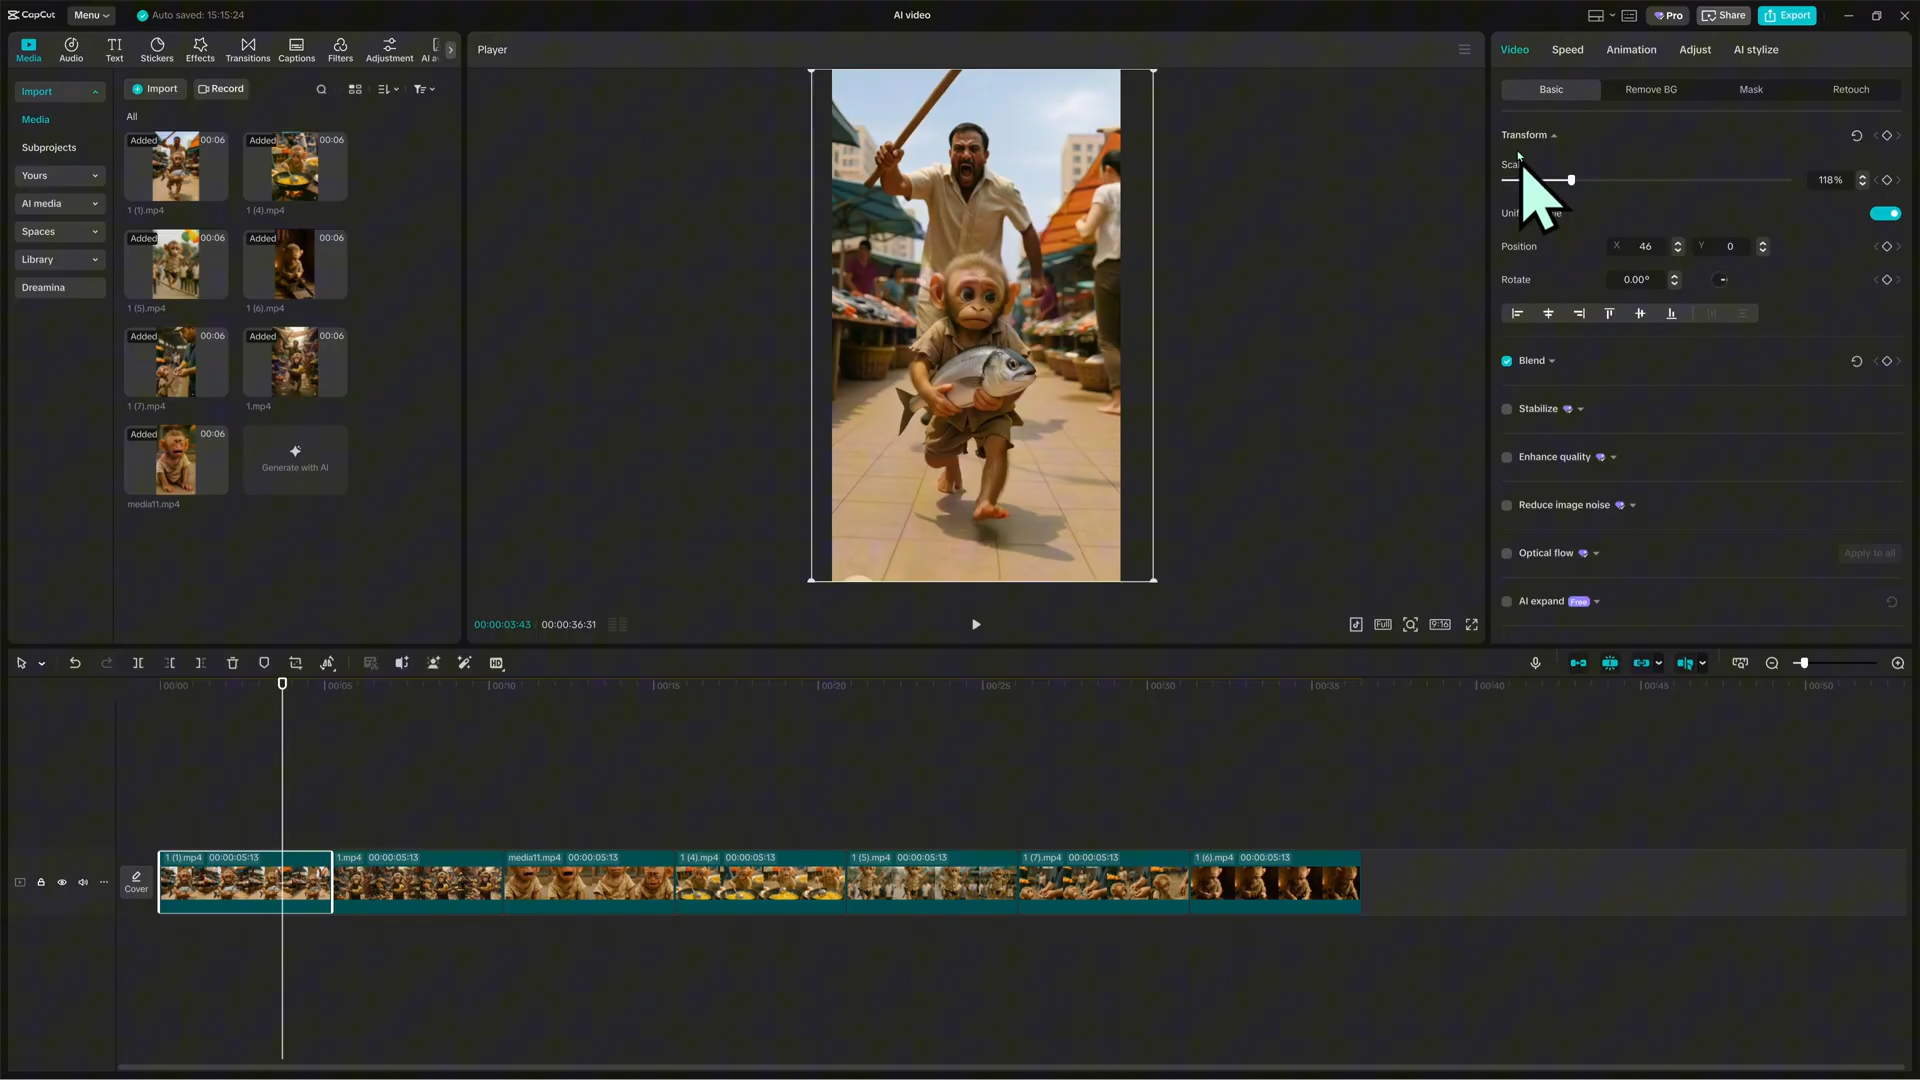 CapCut Menu Auto saved: 15:15:24 AI video Pro Share Export
Media Audio Text Stickers Effects Transitions Captions Filters Adjustment AI a
Player
Video Speed Animation Adjust AI stylize
Import
Media
Subprojects
Yours
AI media
Spaces
Library
Dreamina
Import Record
All
Added 00:06 Added 00:06
1 (1).mp4 1 (4).mp4
Added 00:06 Added 00:06
1 (5).mp4 1 (6).mp4
Added 00:06 Added 00:06
1 (7).mp4 1.mp4
Added 00:06
Generate with AI
media11.mp4
00:00:03:43 00:00:36:31
Full 9:16
Basic Remove BG Mask Retouch
Transform
118%
Position X 46 Y 0
Rotate 0.00°
Blend
Stabilize
Enhance quality
Reduce image noise
Optical flow Apply to all
AI expand Free
HD
00:00 00:05 00:10 00:15 00:20 00:25 00:30 00:35 00:40 00:45 00:50
Cover
1 (1).mp4 00:00:05:13 1.mp4 00:00:05:13 media11.mp4 00:00:05:13 1 (4).mp4 00:00:05:13 1 (5).mp4 00:00:05:13 1 (7).mp4 00:00:05:13 1 (6).mp4 00:00:05:13